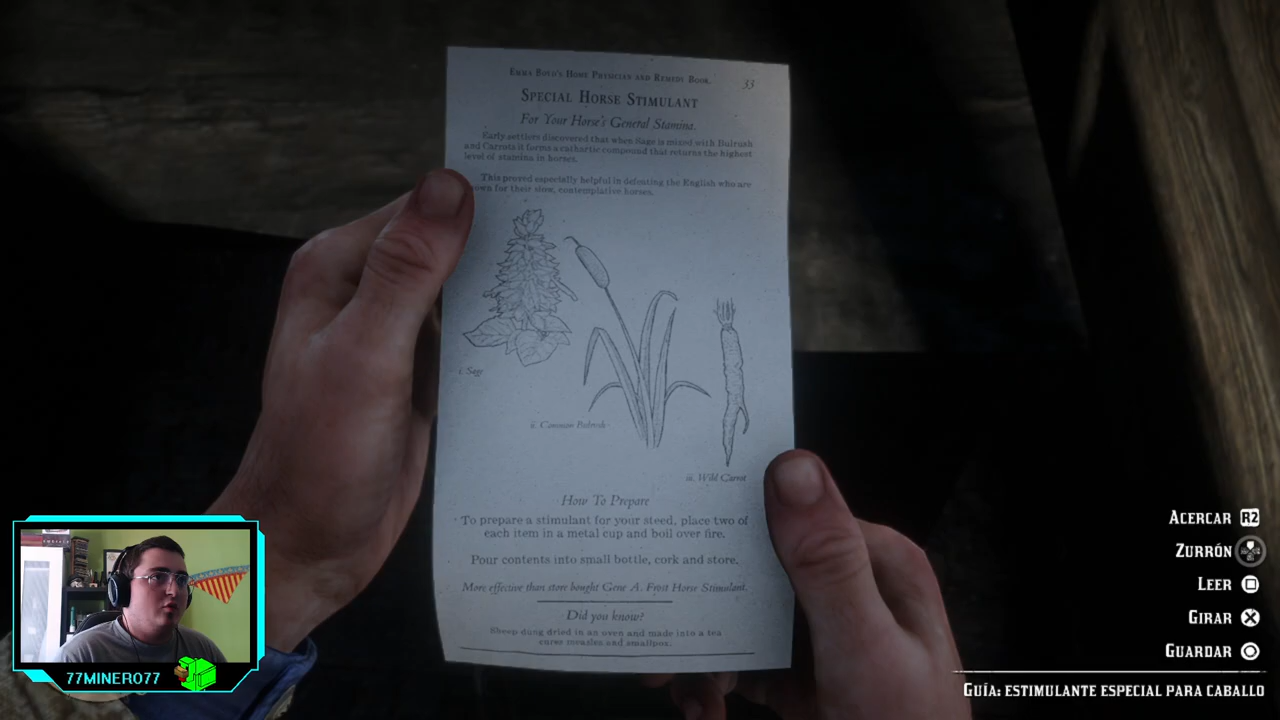 Emma Boyd's Home Physician and Remedy Book.
33
Special Horse Stimulant
For Your Horse's General Stamina.
Early settlers discovered that when Sage is mixed with Bulrush
and Carrots it forms a cathartic compound that returns the highest
level of stamina in horses.
This proved especially helpful in defeating the English who are
own for their slow, contemplative horses.
i. Sage
ii. Common Bulrush
iii. Wild Carrot
How To Prepare
To prepare a stimulant for your steed, place two of
each item in a metal cup and boil over fire.
Pour contents into small bottle, cork and store.
More effective than store bought Gene A. Frost Horse Stimulant.
Did you know?
Sheep dung dried in an oven and made into a tea
cures measles and smallpox.
Acercar R2
Zurrón
Leer
Girar
Guardar
Guía: estimulante especial para caballo
77MINERO77